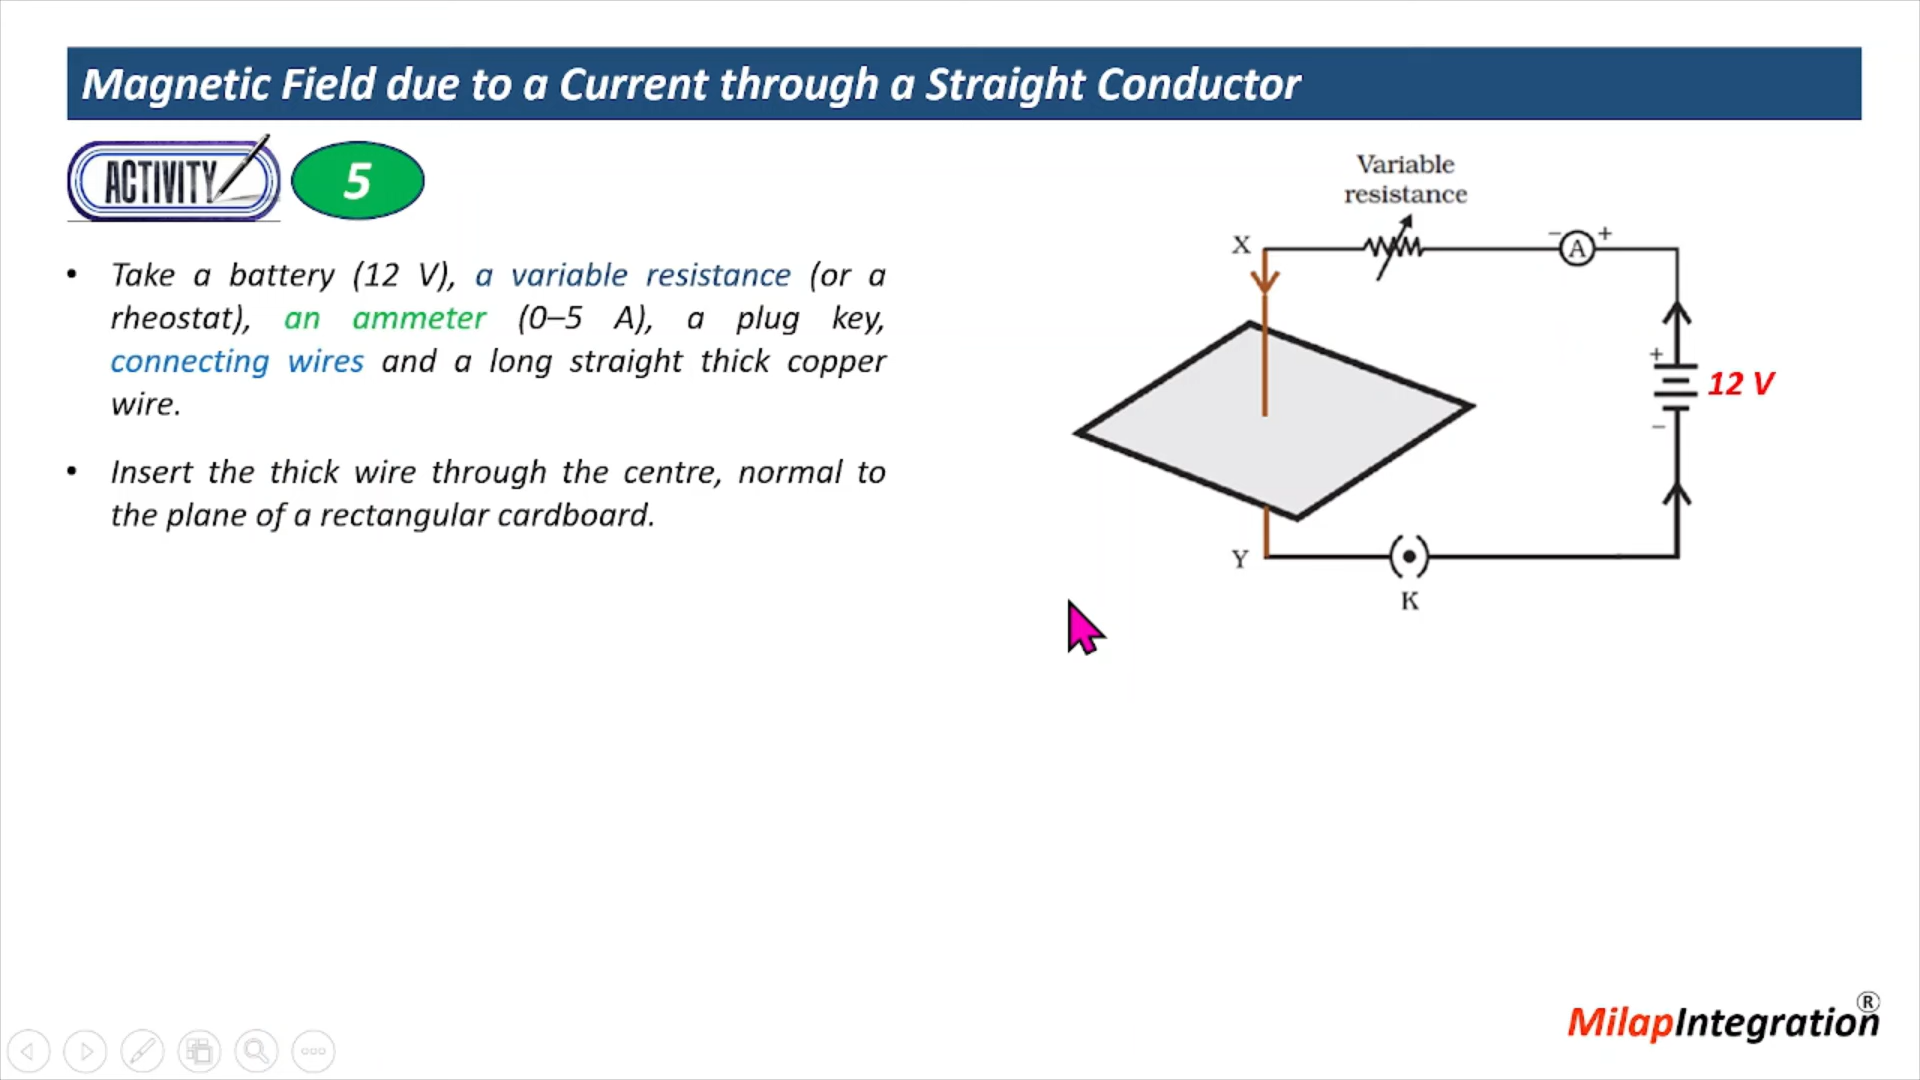 Magnetic Field due to a Current through a Straight Conductor
ACTIVITY 5
• Take a battery (12 V), a variable resistance (or a
rheostat), an ammeter (0–5 A), a plug key,
connecting wires and a long straight thick copper
wire.
• Insert the thick wire through the centre, normal to
the plane of a rectangular cardboard.
Variable
resistance
X
− A +
+
12 V
−
Y
K
MilapIntegration®